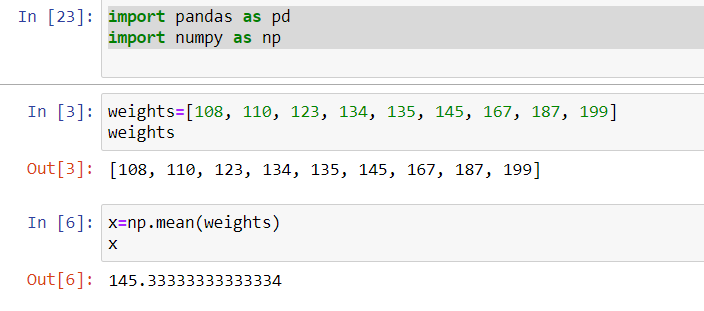 In [23]: import pandas as pd
import numpy as np
In [3]: weights=[108, 110, 123, 134, 135, 145, 167, 187, 199]
weights
Out[3]: [108, 110, 123, 134, 135, 145, 167, 187, 199]
In [6]: x=np.mean(weights)
x
Out[6]: 145.33333333333334